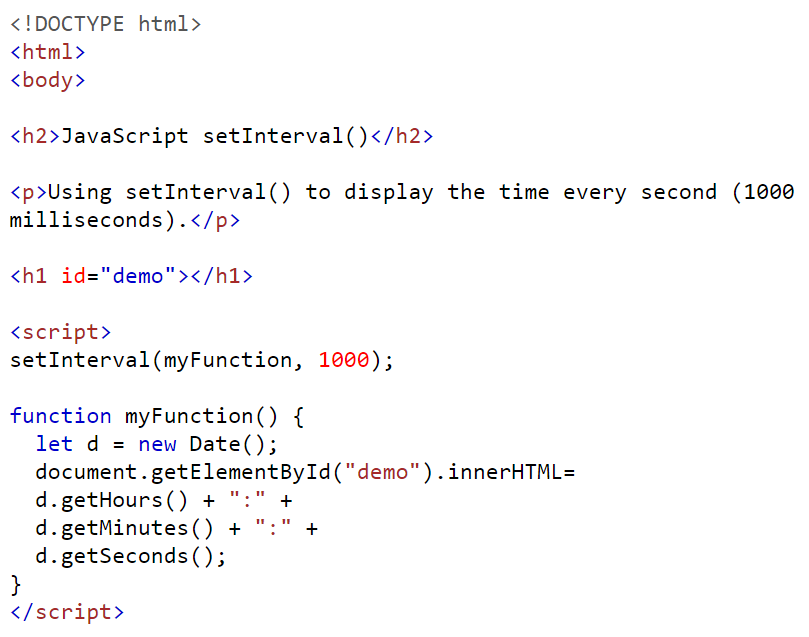 <!DOCTYPE html>
<html>
<body>
<h2>JavaScript setInterval()</h2>
<p>Using setInterval() to display the time every second (1000
milliseconds).</p>
<h1 id="demo"></h1>
<script>
setInterval(myFunction, 1000);
function myFunction() {
  let d = new Date();
  document.getElementById("demo").innerHTML=
  d.getHours() + ":" +
  d.getMinutes() + ":" +
  d.getSeconds();
}
</script>